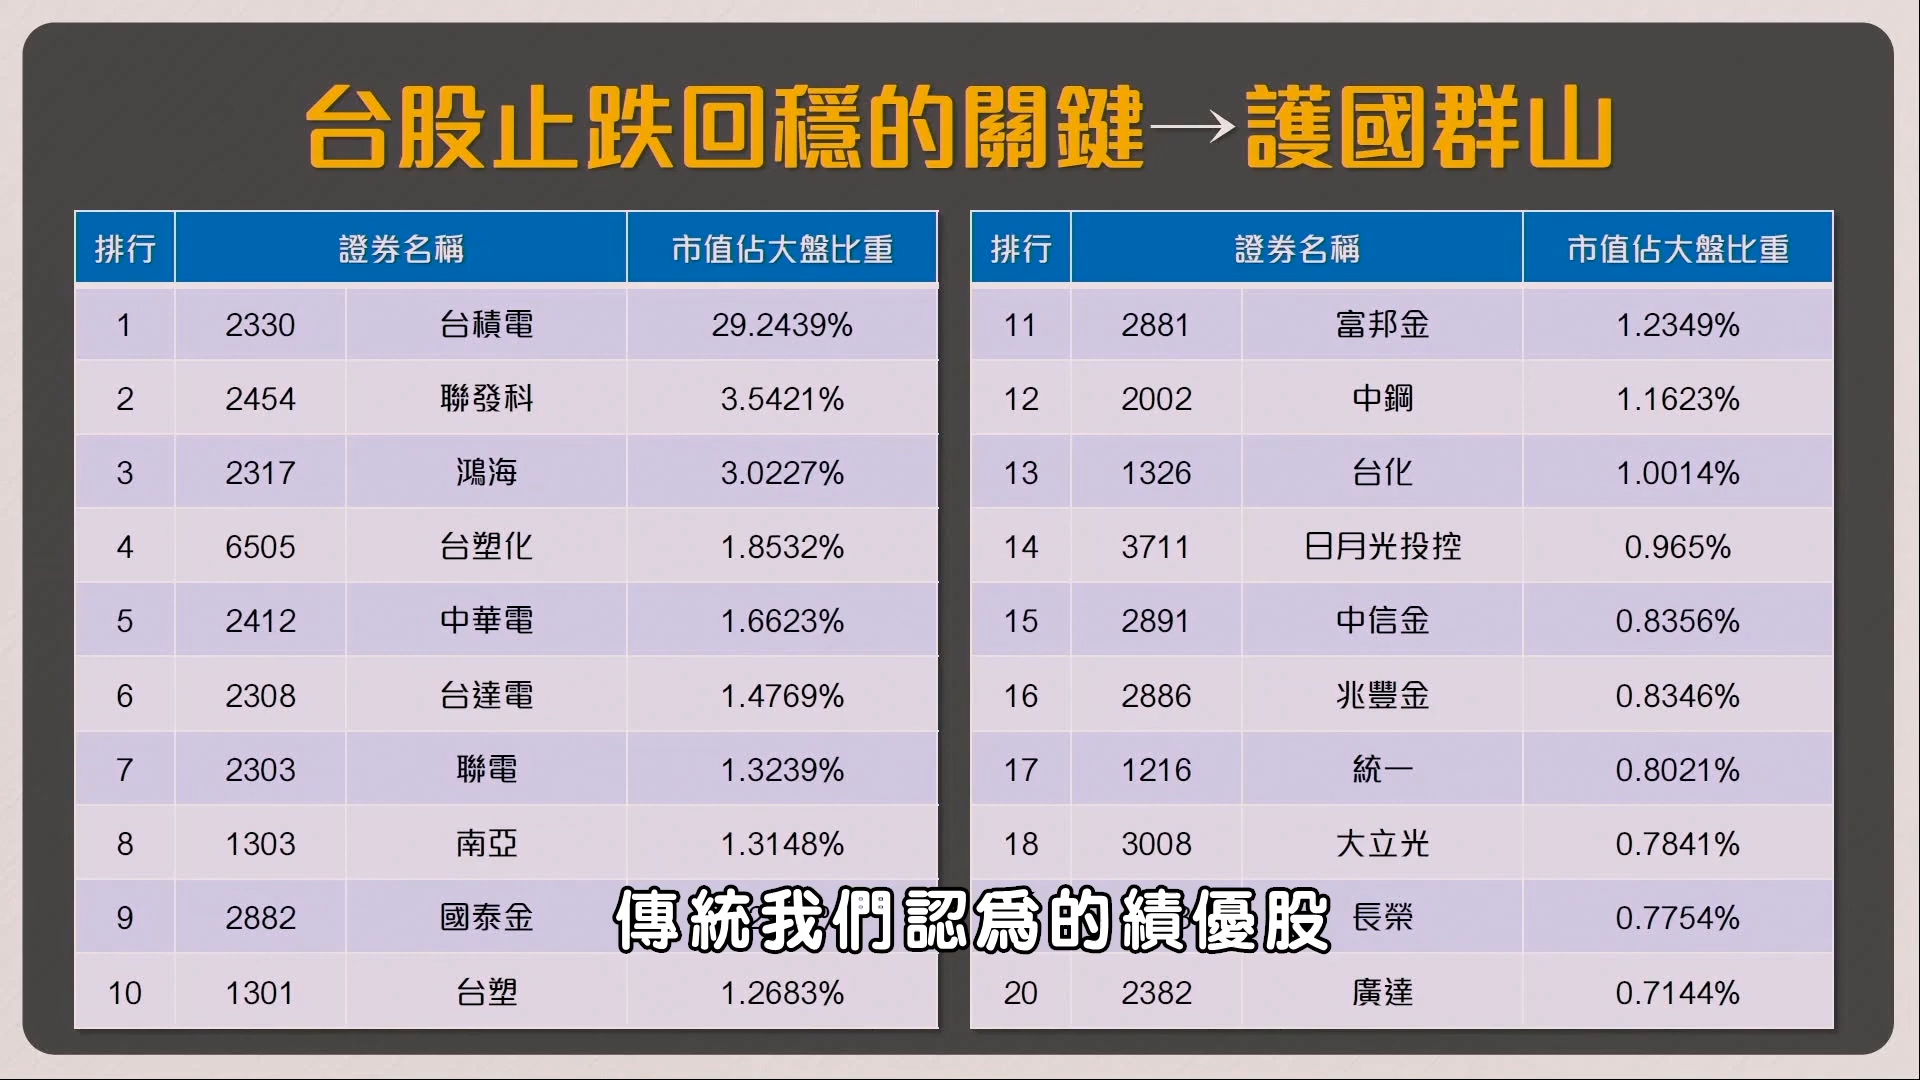 台股止跌回穩的關鍵→護國群山
排行 證券名稱 市值佔大盤比重
1 2330 台積電 29.2439%
2 2454 聯發科 3.5421%
3 2317 鴻海 3.0227%
4 6505 台塑化 1.8532%
5 2412 中華電 1.6623%
6 2308 台達電 1.4769%
7 2303 聯電 1.3239%
8 1303 南亞 1.3148%
9 2882 國泰金
10 1301 台塑 1.2683%
排行 證券名稱 市值佔大盤比重
11 2881 富邦金 1.2349%
12 2002 中鋼 1.1623%
13 1326 台化 1.0014%
14 3711 日月光投控 0.965%
15 2891 中信金 0.8356%
16 2886 兆豐金 0.8346%
17 1216 統一 0.8021%
18 3008 大立光 0.7841%
長榮 0.7754%
20 2382 廣達 0.7144%
傳統我們認為的績優股